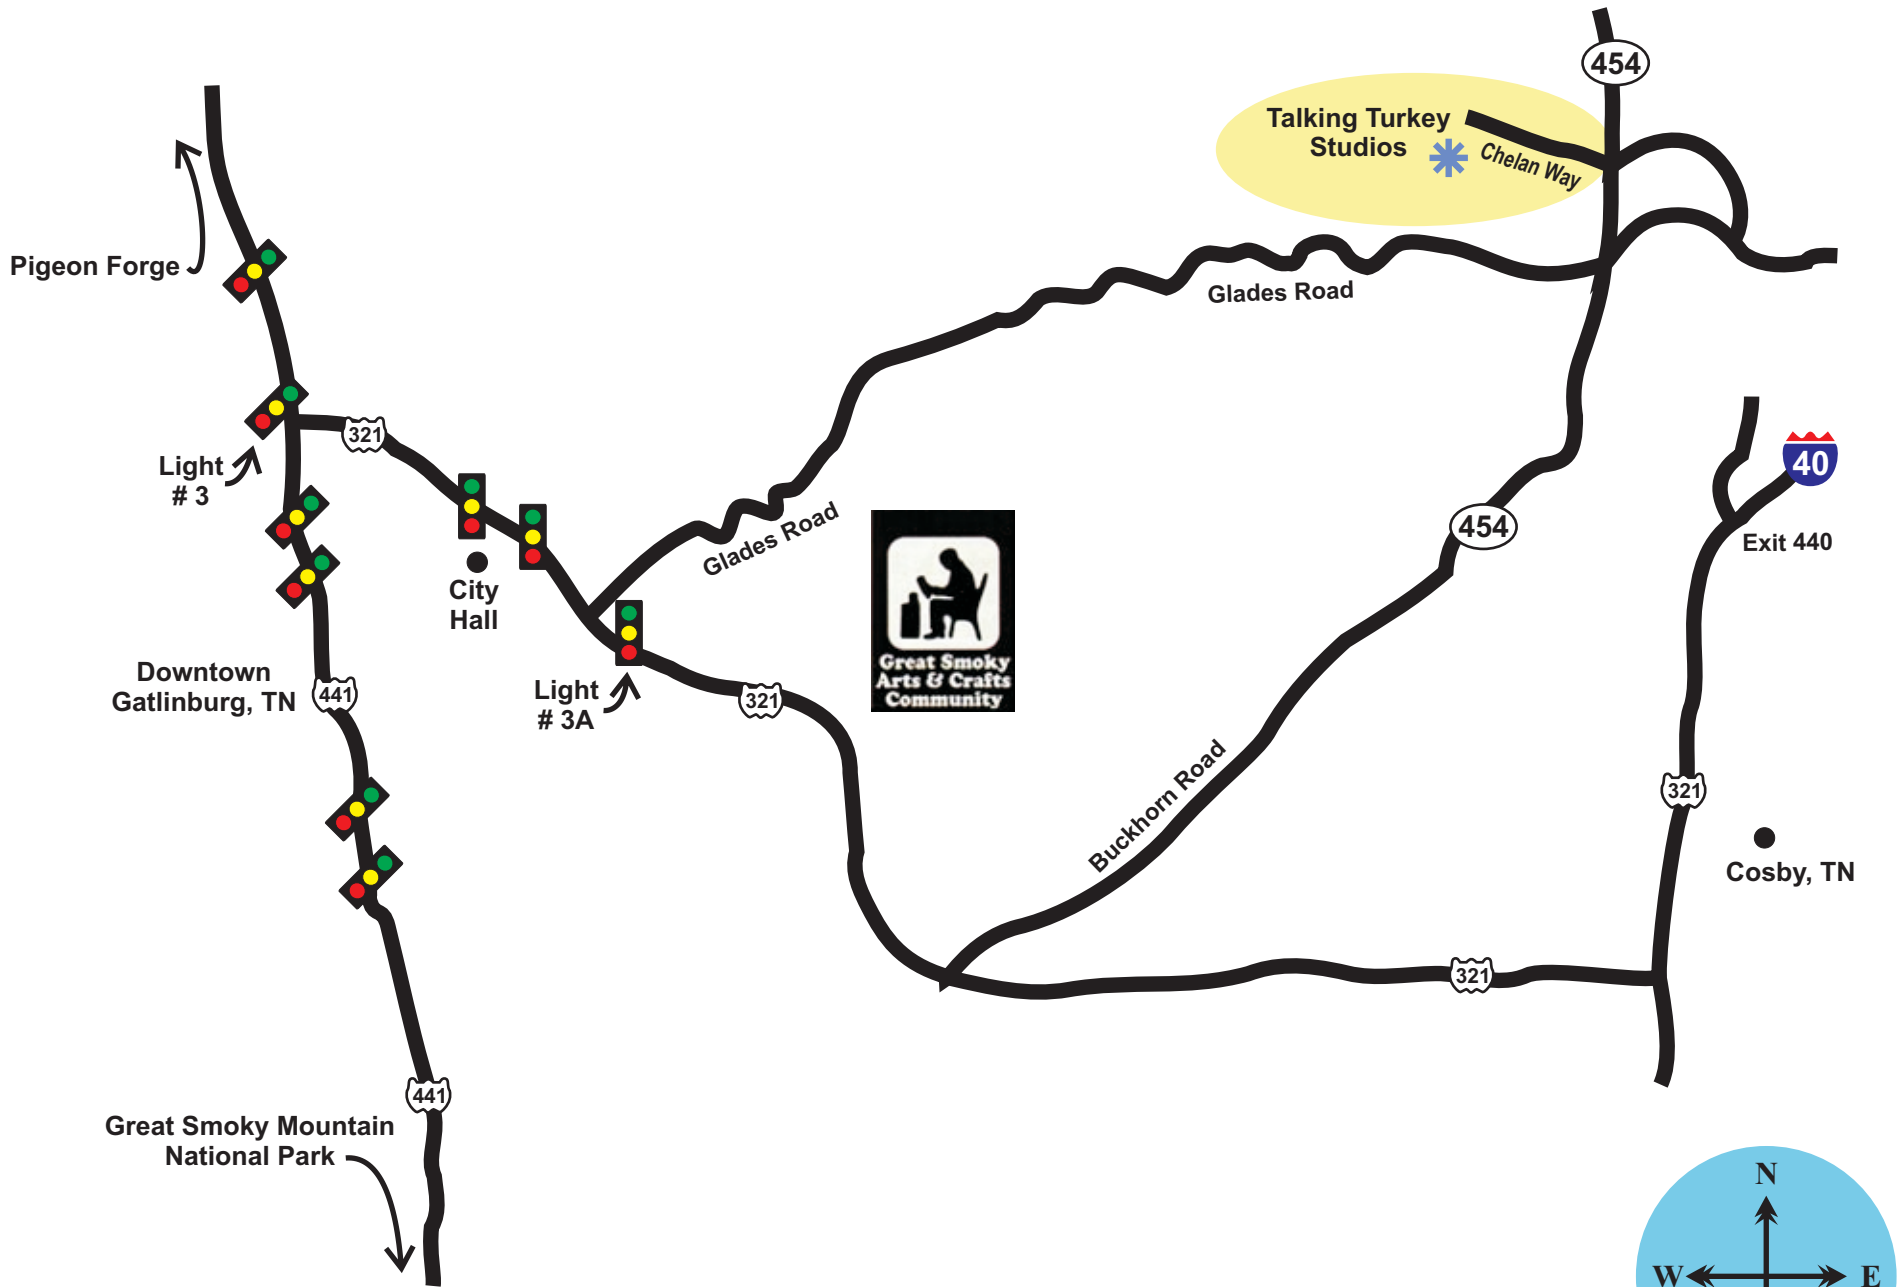 454
Talking Turkey
Studios
Chelan Way
Pigeon Forge
Glades Road
321
Light
# 3
40
Exit 440
Glades Road
454
City
Hall
Great Smoky
Arts & Crafts
Community
Downtown
Gatlinburg, TN
441
Light
# 3A
321
Buckhorn Road
321
Cosby, TN
321
441
Great Smoky Mountain
National Park
N
W
E